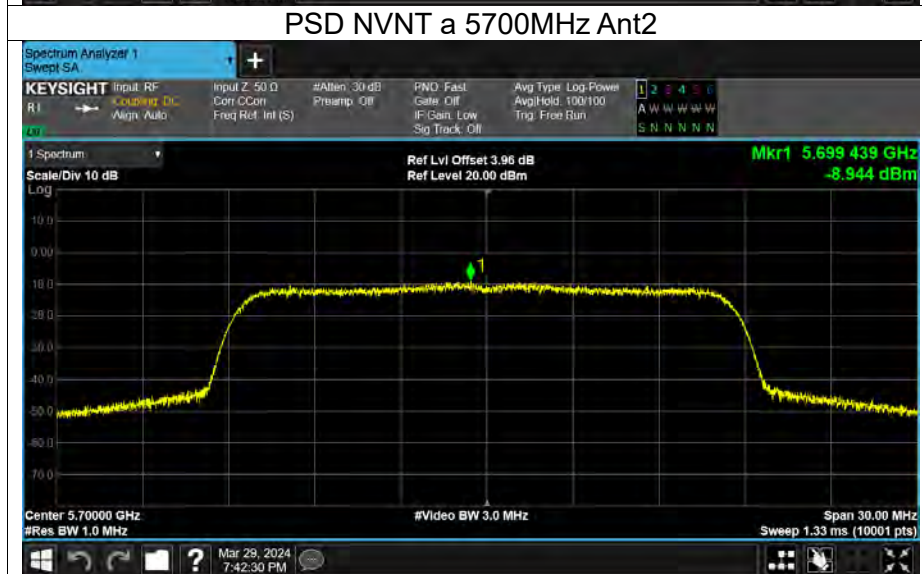 PSD NVNT a 5700MHz Ant2
Spectrum Analyzer 1
Swept SA
+
KEYSIGHT Input: RF
Coupling: DC
Align: Auto
Input Z: 50 Ω
Corr CCorr
Freq Ref: Int (S)
#Atten: 30 dB
Preamp: Off
PND: Fast
Gate: Off
IF Gain: Low
Sig Track: Off
Avg Type: Log-Power
Avg|Hold: 100/100
Trig: Free Run
1 2 3 4 5 6
A W W W W W
S N N N N N
1 Spectrum
Scale/Div 10 dB
Log
Ref Lvl Offset 3.96 dB
Ref Level 20.00 dBm
Mkr1 5.699 439 GHz
-8.944 dBm
10.0
0.00
-10.0
-20.0
-30.0
-40.0
-50.0
-60.0
-70.0
1
Center 5.70000 GHz
#Res BW 1.0 MHz
#Video BW 3.0 MHz
Span 30.00 MHz
Sweep 1.33 ms (10001 pts)
?
Mar 29, 2024
7:42:30 PM